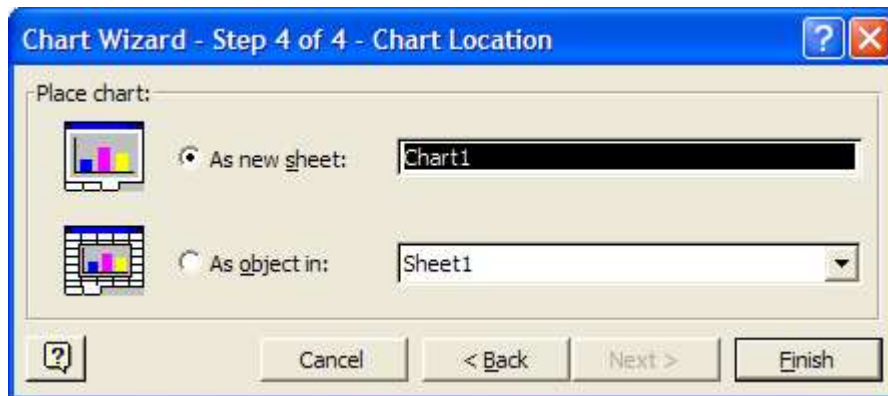 Chart Wizard - Step 4 of 4 - Chart Location
Place chart:
As new sheet: Chart1
As object in: Sheet1
Cancel < Back Next > Finish